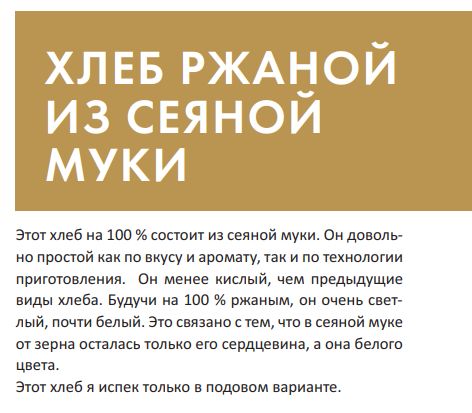 ХЛЕБ РЖАНОЙ
ИЗ СЕЯНОЙ
МУКИ
Этот хлеб на 100 % состоит из сеяной муки. Он доволь-
но простой как по вкусу и аромату, так и по технологии
приготовления.  Он менее кислый, чем предыдущие
виды хлеба. Будучи на 100 % ржаным, он очень свет-
лый, почти белый. Это связано с тем, что в сеяной муке
от зерна осталась только его сердцевина, а она белого
цвета.
Этот хлеб я испек только в подовом варианте.